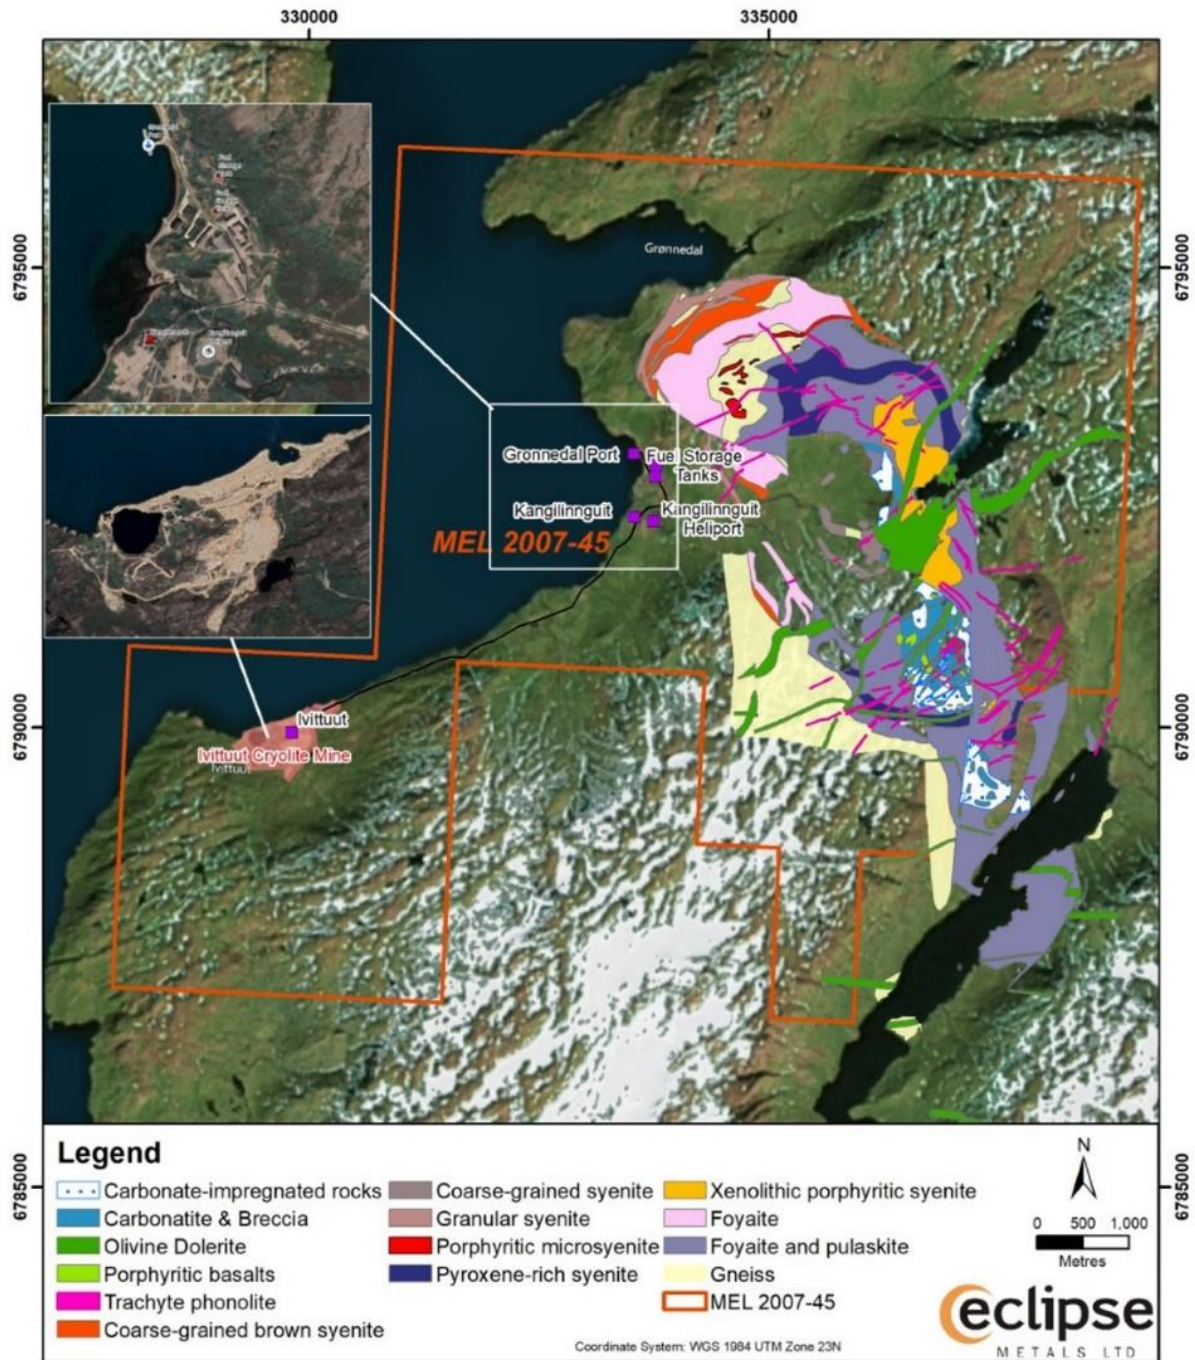 330000
335000
6795000
6795000
Grønnedal
Gronnedal Port
Fuel Storage
Tanks
Kangilinnguit
Kangilinnguit
Heliport
MEL 2007-45
6790000
6790000
Ivittuut
Ivittuut Cryolite Mine
Ivittuut
6785000
6785000
Legend
Carbonate-impregnated rocks
Carbonatite & Breccia
Olivine Dolerite
Porphyritic basalts
Trachyte phonolite
Coarse-grained brown syenite
Coarse-grained syenite
Granular syenite
Porphyritic microsyenite
Pyroxene-rich syenite
Xenolithic porphyritic syenite
Foyaite
Foyaite and pulaskite
Gneiss
MEL 2007-45
N
0 500 1,000
Metres
Coordinate System: WGS 1984 UTM Zone 23N
eclipse
METALS LTD